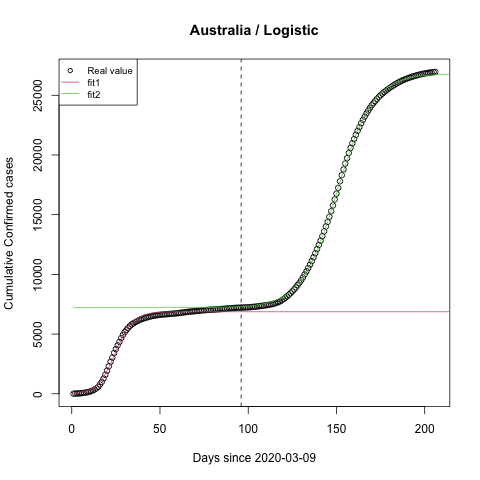 Australia / Logistic
Real value
fit1
fit2
Cumulative Confirmed cases
25000
20000
15000
10000
5000
0
0 50 100 150 200
Days since 2020-03-09